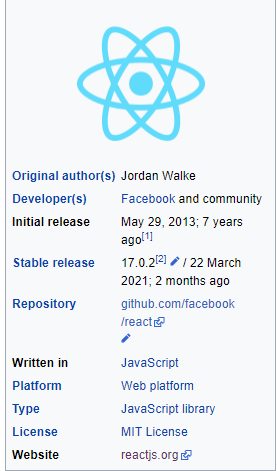 Original author(s) Jordan Walke
Developer(s) Facebook and community
Initial release May 29, 2013; 7 years
ago[1]
Stable release 17.0.2[2] / 22 March
2021; 2 months ago
Repository github.com/facebook
/react
Written in JavaScript
Platform Web platform
Type JavaScript library
License MIT License
Website reactjs.org